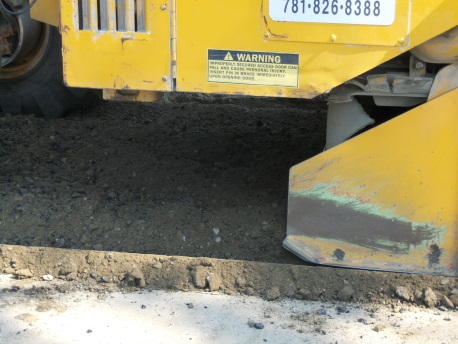 781·826·8388
WARNING
IMPROPERLY SECURED ACCESS DOOR CAN
FALL AND CAUSE PERSONAL INJURY.
INSERT PIN IN BRACE IMMEDIATELY
UPON OPENING DOOR.